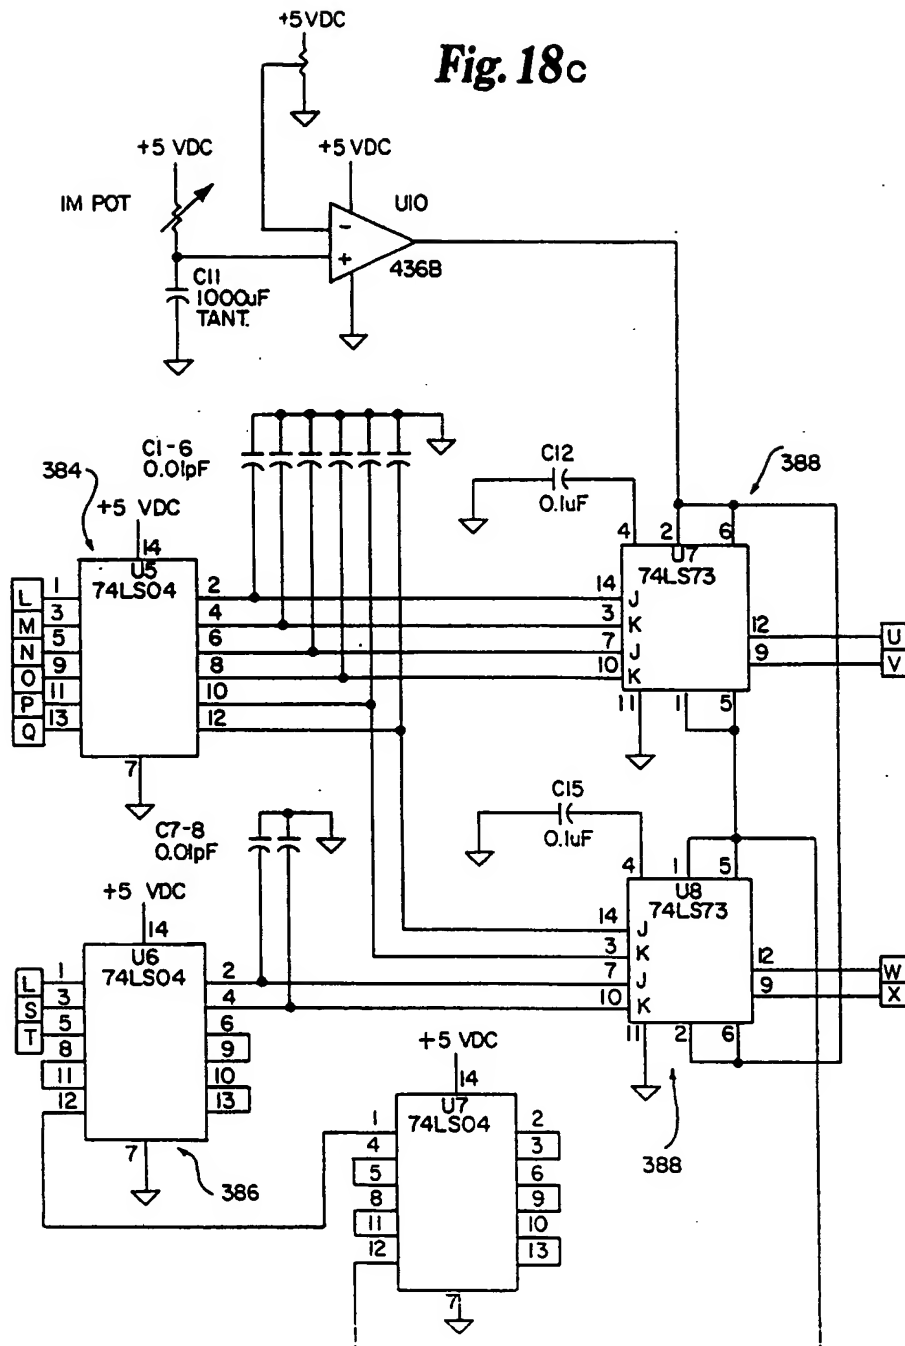 +5VDC
Fig. 18c
+5 VDC
+5 VDC
1M POT
U10
-
+
436B
C11
1000uF
TANT.
C1-6
0.01pF
384
+5 VDC
14
U5
74LS04
L 1
M 3
N 5
O 9
P 11
Q 13
2
4
6
8
10
12
7
C12
0.1uF
388
4 2 6
U7
74LS73
14 J
3 K
7 J
10 K
12 U
9 V
11 1 5
C7-8
0.01pF
C15
0.1uF
4 1 5
U8
74LS73
14 J
3 K
7 J
10 K
12 W
9 X
11 2 6
388
+5 VDC
14
U6
74LS04
L 1
S 3
T 5
8
11
12
2
4
6
9
10
13
7
386
+5 VDC
14
U7
74LS04
1
4
5
8
11
12
2
3
6
9
10
13
7